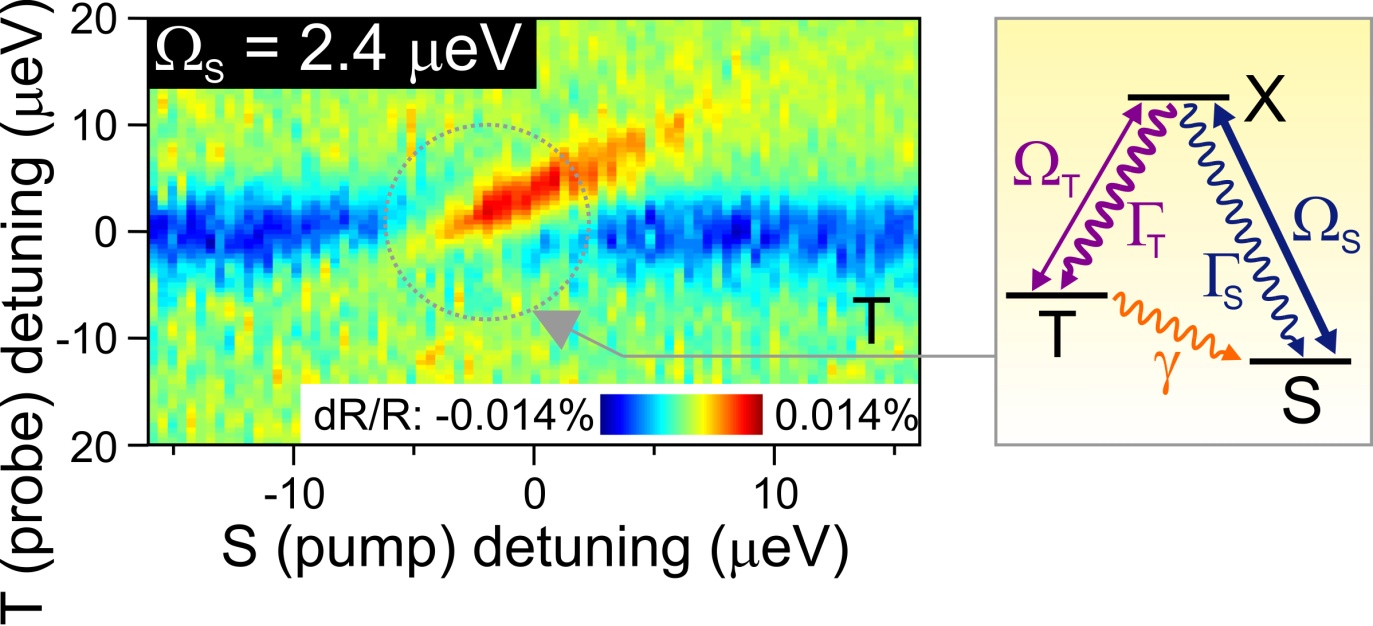 T (probe) detuning (μeV)
20
10
0
-10
20
Ω_S = 2.4 μeV
T
dR/R: -0.014% 0.014%
-10 0 10
S (pump) detuning (μeV)
X
Ω_T
Γ_T
Γ_S
Ω_S
T
γ
S